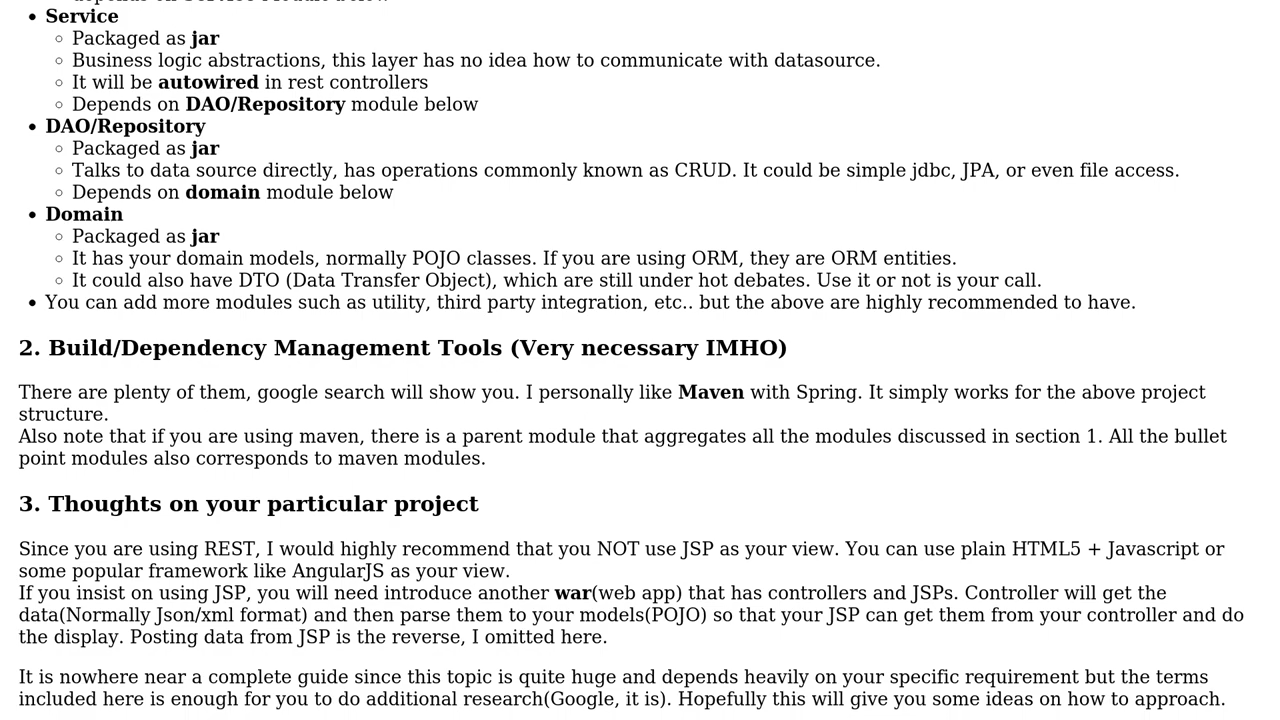 Service
Packaged as jar
Business logic abstractions, this layer has no idea how to communicate with datasource.
It will be autowired in rest controllers
Depends on DAO/Repository module below
DAO/Repository
Packaged as jar
Talks to data source directly, has operations commonly known as CRUD. It could be simple jdbc, JPA, or even file access.
Depends on domain module below
Domain
Packaged as jar
It has your domain models, normally POJO classes. If you are using ORM, they are ORM entities.
It could also have DTO (Data Transfer Object), which are still under hot debates. Use it or not is your call.
You can add more modules such as utility, third party integration, etc.. but the above are highly recommended to have.
2. Build/Dependency Management Tools (Very necessary IMHO)
There are plenty of them, google search will show you. I personally like Maven with Spring. It simply works for the above project
structure.
Also note that if you are using maven, there is a parent module that aggregates all the modules discussed in section 1. All the bullet
point modules also corresponds to maven modules.
3. Thoughts on your particular project
Since you are using REST, I would highly recommend that you NOT use JSP as your view. You can use plain HTML5 + Javascript or
some popular framework like AngularJS as your view.
If you insist on using JSP, you will need introduce another war(web app) that has controllers and JSPs. Controller will get the
data(Normally Json/xml format) and then parse them to your models(POJO) so that your JSP can get them from your controller and do
the display. Posting data from JSP is the reverse, I omitted here.
It is nowhere near a complete guide since this topic is quite huge and depends heavily on your specific requirement but the terms
included here is enough for you to do additional research(Google, it is). Hopefully this will give you some ideas on how to approach.